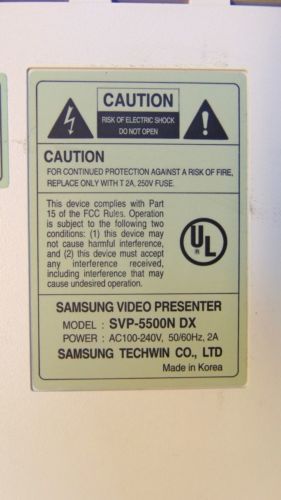 CAUTION
RISK OF ELECTRIC SHOCK
DO NOT OPEN
CAUTION
FOR CONTINUED PROTECTION AGAINST A RISK OF FIRE,
REPLACE ONLY WITH T 2A, 250V FUSE.
This device complies with Part
15 of the FCC Rules. Operation
is subject to the following two
conditions: (1) this device may
not cause harmful interference,
and (2) this device must accept
any interference received,
including interference that may
cause undesired operation.
UL
SAMSUNG VIDEO PRESENTER
MODEL : SVP-5500N DX
POWER : AC100-240V, 50/60Hz, 2A
SAMSUNG TECHWIN CO., LTD
Made in Korea